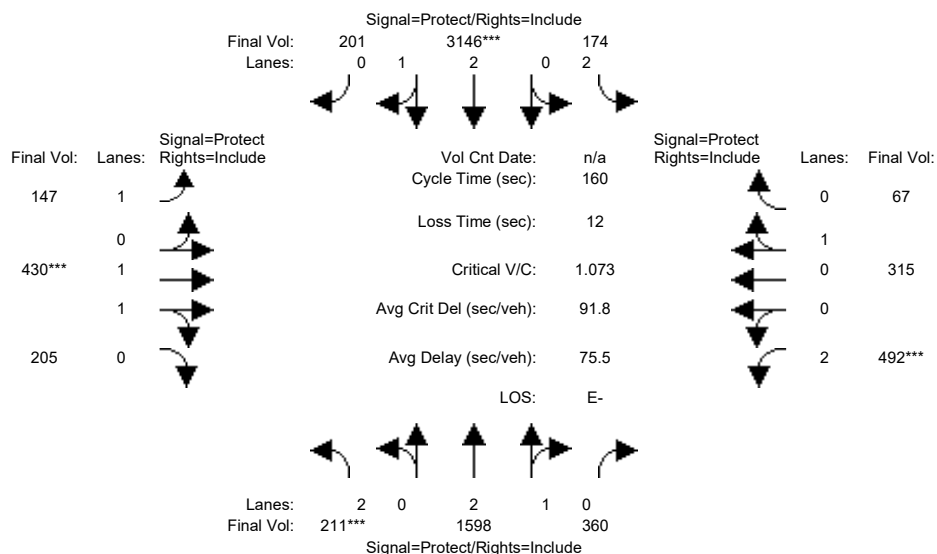 Signal=Protect/Rights=Include
Final Vol: 201 3146*** 174
Lanes: 0 1 2 0 2
Signal=Protect
Final Vol: Lanes: Rights=Include
Vol Cnt Date: n/a
Signal=Protect
Rights=Include Lanes: Final Vol:
Cycle Time (sec): 160
147 1
0 67
Loss Time (sec): 12
0
1
430*** 1
Critical V/C: 1.073
0 315
1
Avg Crit Del (sec/veh): 91.8
0
205 0
Avg Delay (sec/veh): 75.5
2 492***
LOS: E-
Lanes: 2 0 2 1 0
Final Vol: 211*** 1598 360
Signal=Protect/Rights=Include